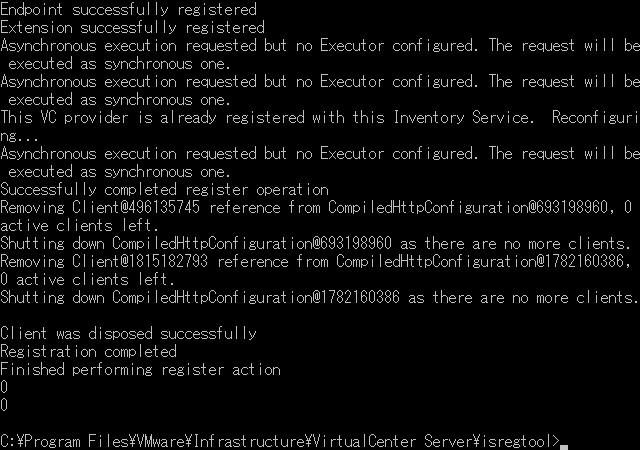 Endpoint successfully registered
Extension successfully registered
Asynchronous execution requested but no Executor configured. The request will be
 executed as synchronous one.
Asynchronous execution requested but no Executor configured. The request will be
 executed as synchronous one.
This VC provider is already registered with this Inventory Service.  Reconfiguri
ng...
Asynchronous execution requested but no Executor configured. The request will be
 executed as synchronous one.
Successfully completed register operation
Removing Client@496135745 reference from CompiledHttpConfiguration@693198960, 0
active clients left.
Shutting down CompiledHttpConfiguration@693198960 as there are no more clients.
Removing Client@1815182793 reference from CompiledHttpConfiguration@1782160386,
0 active clients left.
Shutting down CompiledHttpConfiguration@1782160386 as there are no more clients.
Client was disposed successfully
Registration completed
Finished performing register action
0
0
C:¥Program Files¥VMware¥Infrastructure¥VirtualCenter Server¥isregtool>_